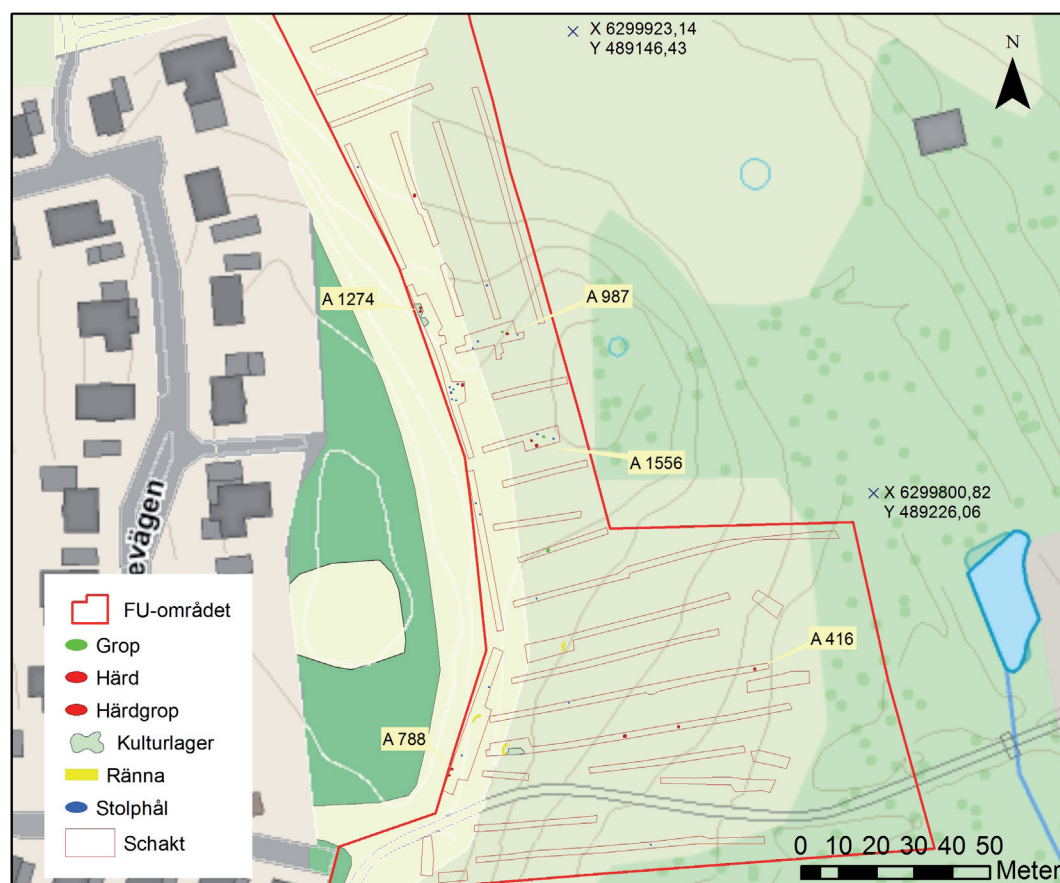 X 6299923,14
Y 489146,43
N
A 1274
A 987
A 1556
X 6299800,82
Y 489226,06
evägen
A 416
A 788
FU-området
Grop
Härd
Härdgrop
Kulturlager
Ränna
Stolphål
Schakt
0 10 20 30 40 50
Meter